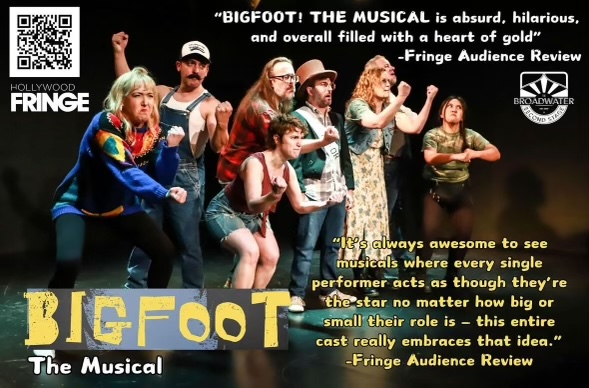 "BIGFOOT! THE MUSICAL is absurd, hilarious,
and overall filled with a heart of gold"
-Fringe Audience Review
HOLLYWOOD
FRINGE
BROADWATER
SECOND STAGE
"It's always awesome to see
musicals where every single
performer acts as though they're
the star no matter how big or
small their role is – this entire
cast really embraces that idea."
-Fringe Audience Review
BIGFOOT
The Musical